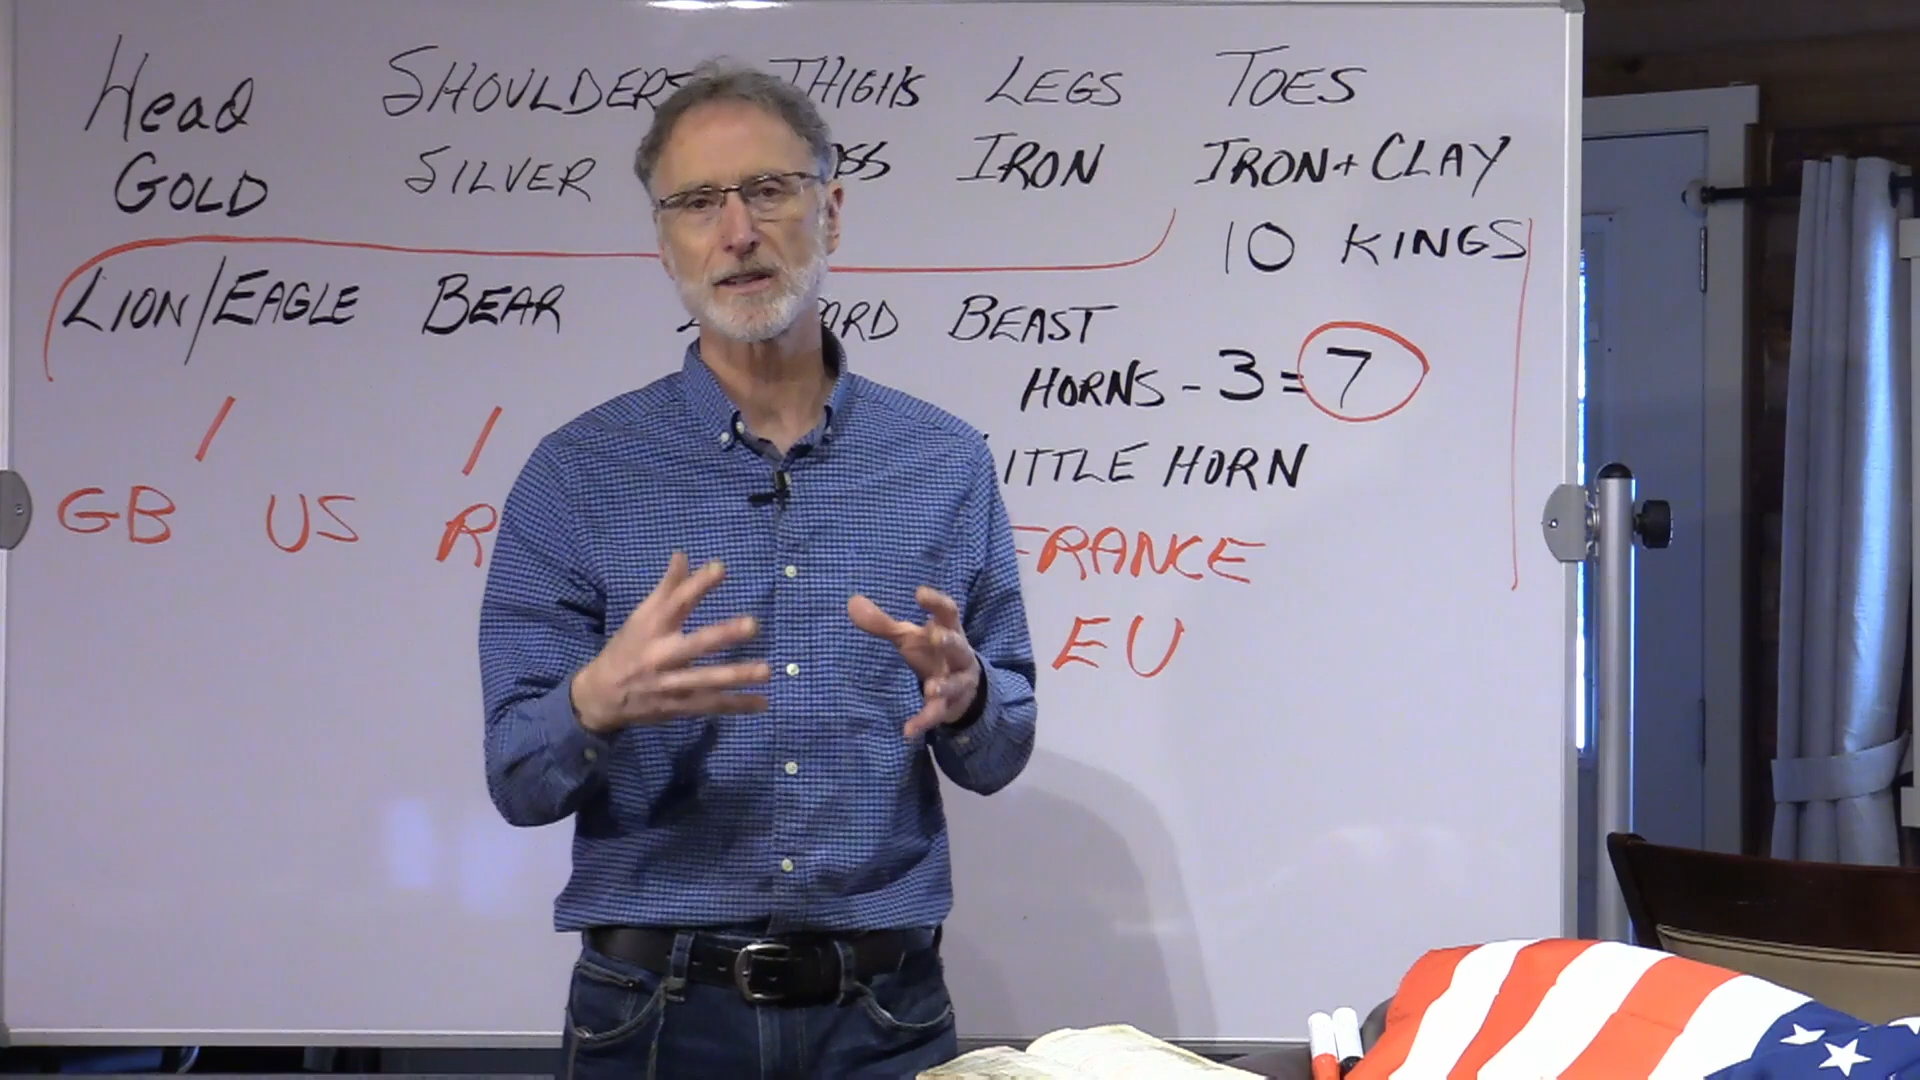 Head SHOULDERS THIGHS LEGS TOES
GOLD SILVER IRON IRON + CLAY
10 KINGS
LION/EAGLE BEAR BEAST
HORNS - 3 = 7
LITTLE HORN
GB US R FRANCE
EU